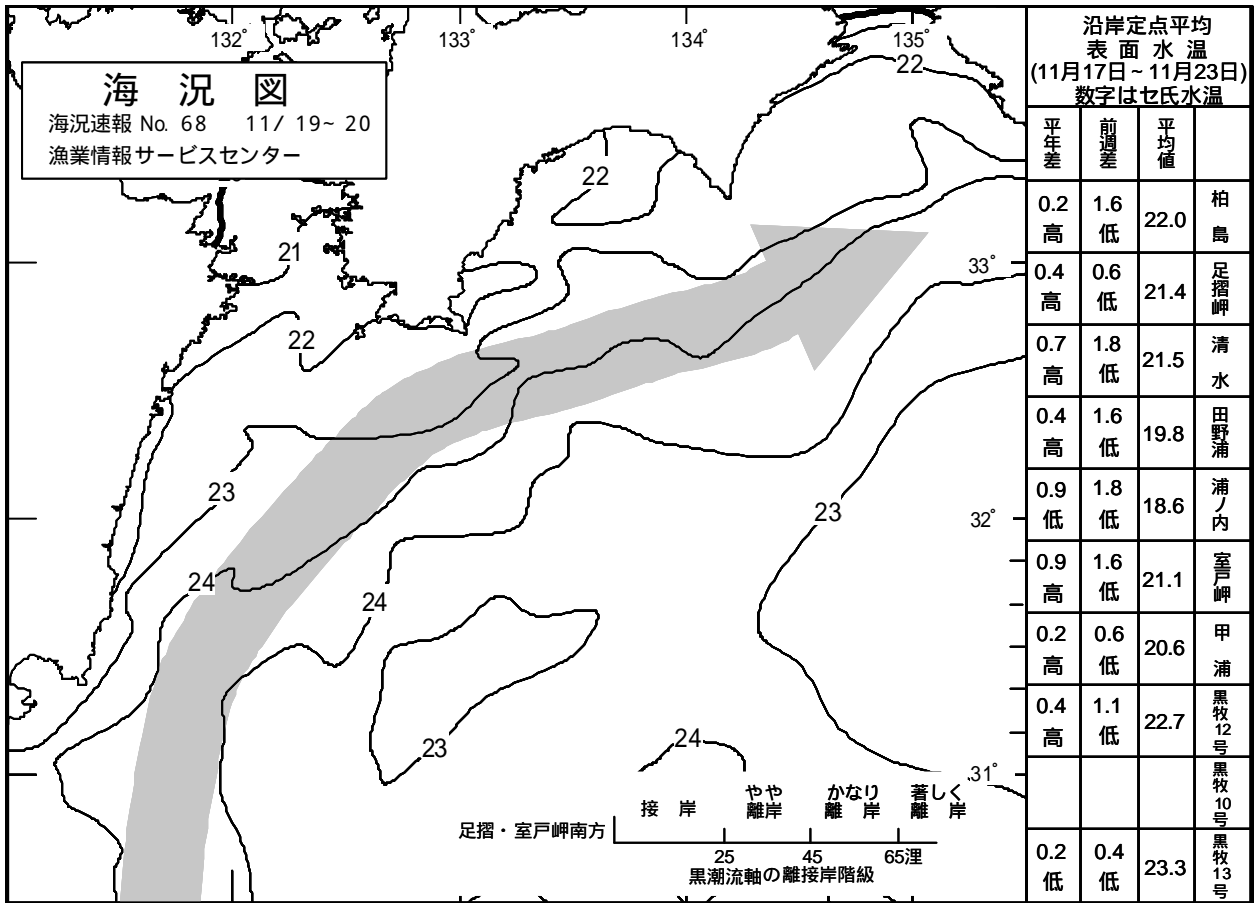 132°
133°
134°
135°
海 況 図
海況速報 No. 68 11/ 19~ 20
漁業情報サービスセンター
22
22
21
22
33°
23
23
32°
24
24
23
24
31°
接 岸
やや
離岸
かなり
離 岸
著しく
離 岸
足摺・室戸岬南方
25 45 65浬
黒潮流軸の離接岸階級
沿岸定点平均
表 面 水 温
(11月17日~11月23日)
数字はセ氏水温
平年差 前週差 平均値
0.2高 1.6低 22.0 柏島
0.4高 0.6低 21.4 足摺岬
0.7高 1.8低 21.5 清水
0.4高 1.6低 19.8 田野浦
0.9低 1.8低 18.6 浦ノ内
0.9高 1.6低 21.1 室戸岬
0.2高 0.6低 20.6 甲浦
0.4高 1.1低 22.7 黒牧12号
黒牧10号
0.2低 0.4低 23.3 黒牧13号